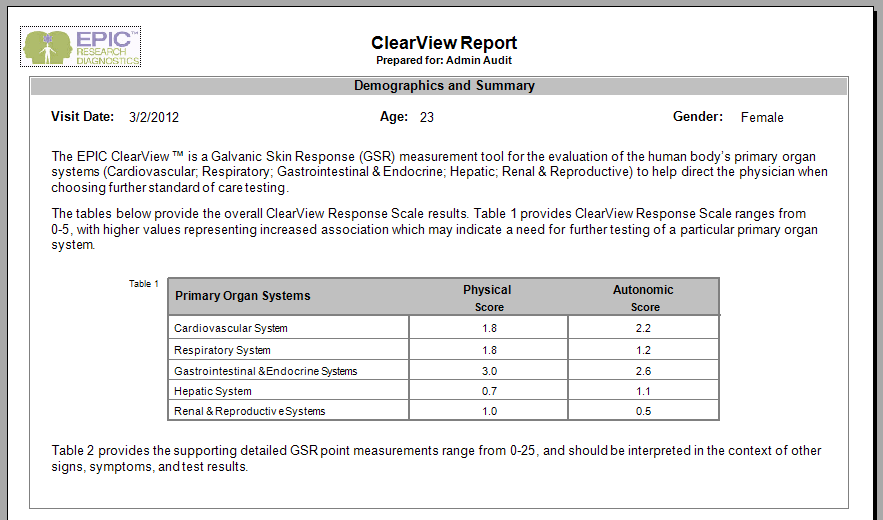 EPIC™
RESEARCH
DIAGNOSTICS
ClearView Report
Prepared for: Admin Audit
Demographics and Summary
Visit Date: 3/2/2012 Age: 23 Gender: Female
The EPIC ClearView ™ is a Galvanic Skin Response (GSR) measurement tool for the evaluation of the human body's primary organ
systems (Cardiovascular; Respiratory; Gastrointestinal & Endocrine; Hepatic; Renal & Reproductive) to help direct the physician when
choosing further standard of care testing.
The tables below provide the overall ClearView Response Scale results. Table 1 provides ClearView Response Scale ranges from
0-5, with higher values representing increased association which may indicate a need for further testing of a particular primary organ
system.
Table 1
Primary Organ Systems Physical Score Autonomic Score
Cardiovascular System 1.8 2.2
Respiratory System 1.8 1.2
Gastrointestinal & Endocrine Systems 3.0 2.6
Hepatic System 0.7 1.1
Renal & Reproductive Systems 1.0 0.5
Table 2 provides the supporting detailed GSR point measurements range from 0-25, and should be interpreted in the context of other
signs, symptoms, and test results.